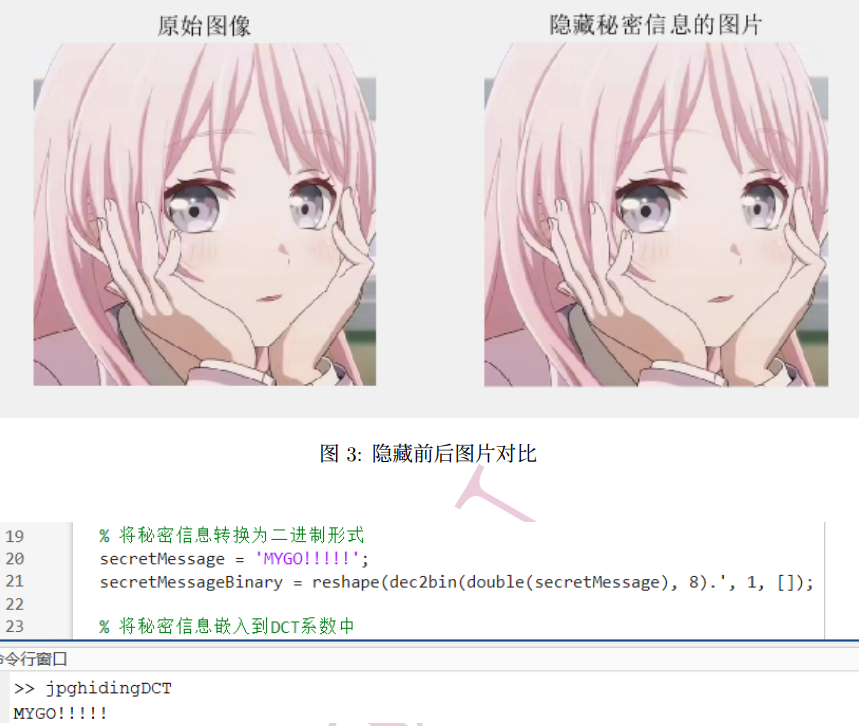 原始图像
隐藏秘密信息的图片
图 3: 隐藏前后图片对比
19 % 将秘密信息转换为二进制形式
20 secretMessage = 'MYGO!!!!!';
21 secretMessageBinary = reshape(dec2bin(double(secretMessage), 8).', 1, []);
22
23 % 将秘密信息嵌入到DCT系数中
命令行窗口
>> jpghidingDCT
MYGO!!!!!